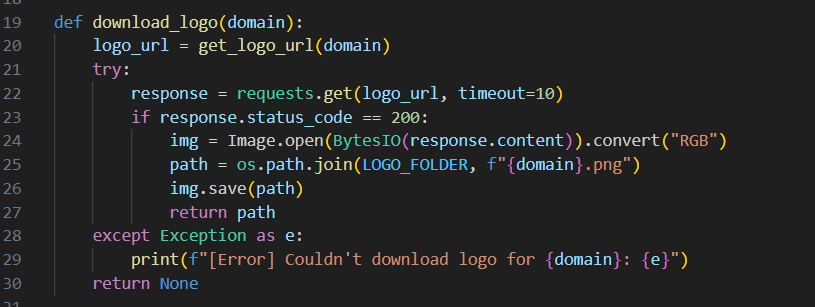 19 def download_logo(domain):
20     logo_url = get_logo_url(domain)
21     try:
22         response = requests.get(logo_url, timeout=10)
23         if response.status_code == 200:
24             img = Image.open(BytesIO(response.content)).convert("RGB")
25             path = os.path.join(LOGO_FOLDER, f"{domain}.png")
26             img.save(path)
27             return path
28     except Exception as e:
29         print(f"[Error] Couldn't download logo for {domain}: {e}")
30     return None